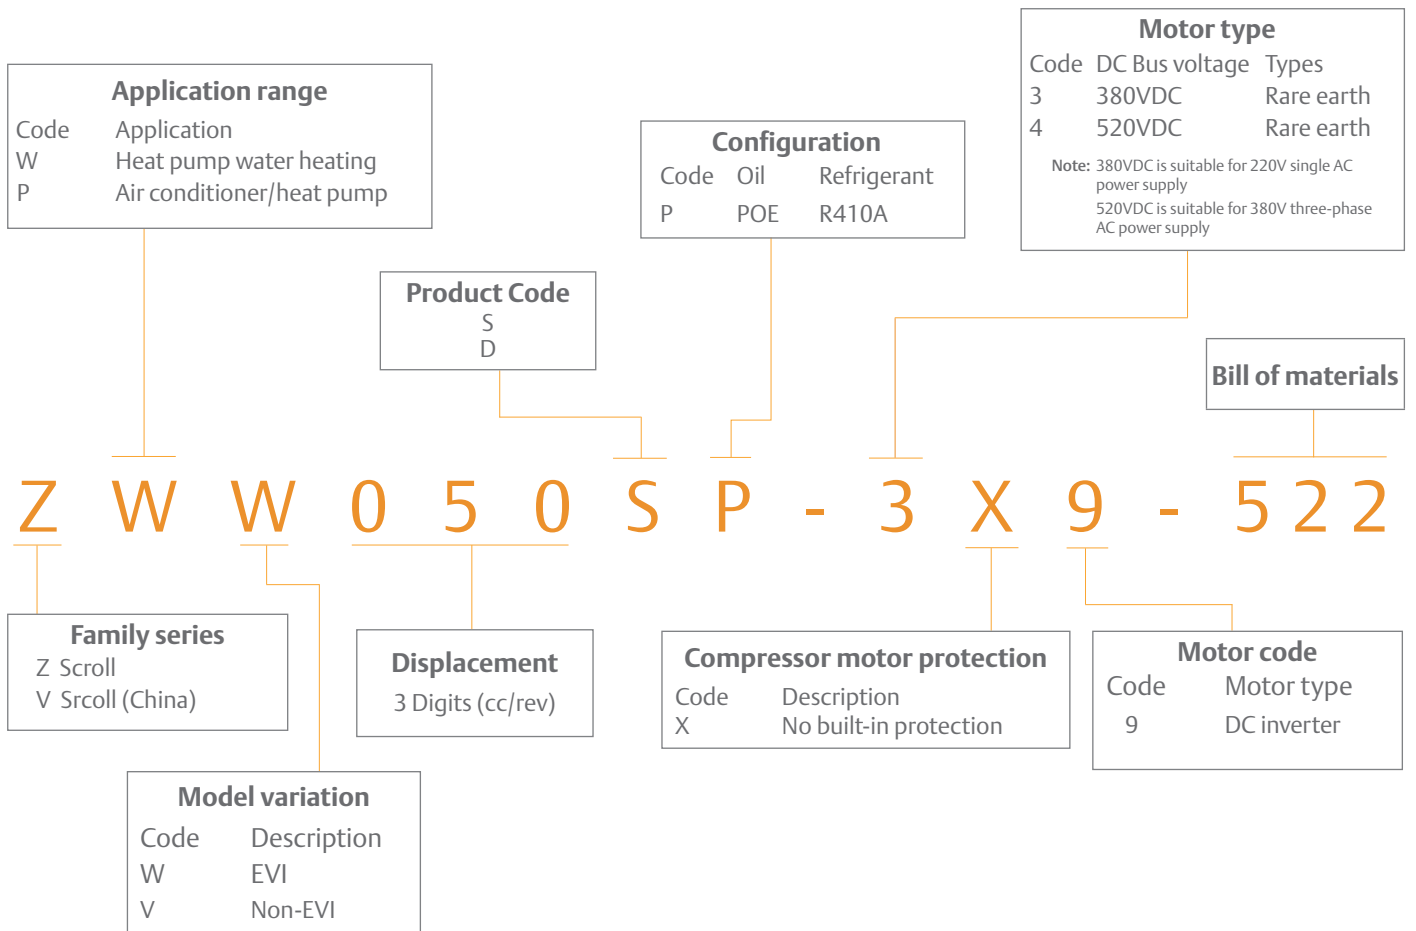 Motor type
Code DC Bus voltage Types
3 380VDC Rare earth
4 520VDC Rare earth
Note: 380VDC is suitable for 220V single AC
power supply
520VDC is suitable for 380V three-phase
AC power supply
Application range
Code Application
W Heat pump water heating
P Air conditioner/heat pump
Configuration
Code Oil Refrigerant
P POE R410A
Product Code
S
D
Bill of materials
Z W W 0 5 0 S P - 3 X 9 - 5 2 2
Family series
Z Scroll
V Srcoll (China)
Displacement
3 Digits (cc/rev)
Compressor motor protection
Code Description
X No built-in protection
Motor code
Code Motor type
9 DC inverter
Model variation
Code Description
W EVI
V Non-EVI